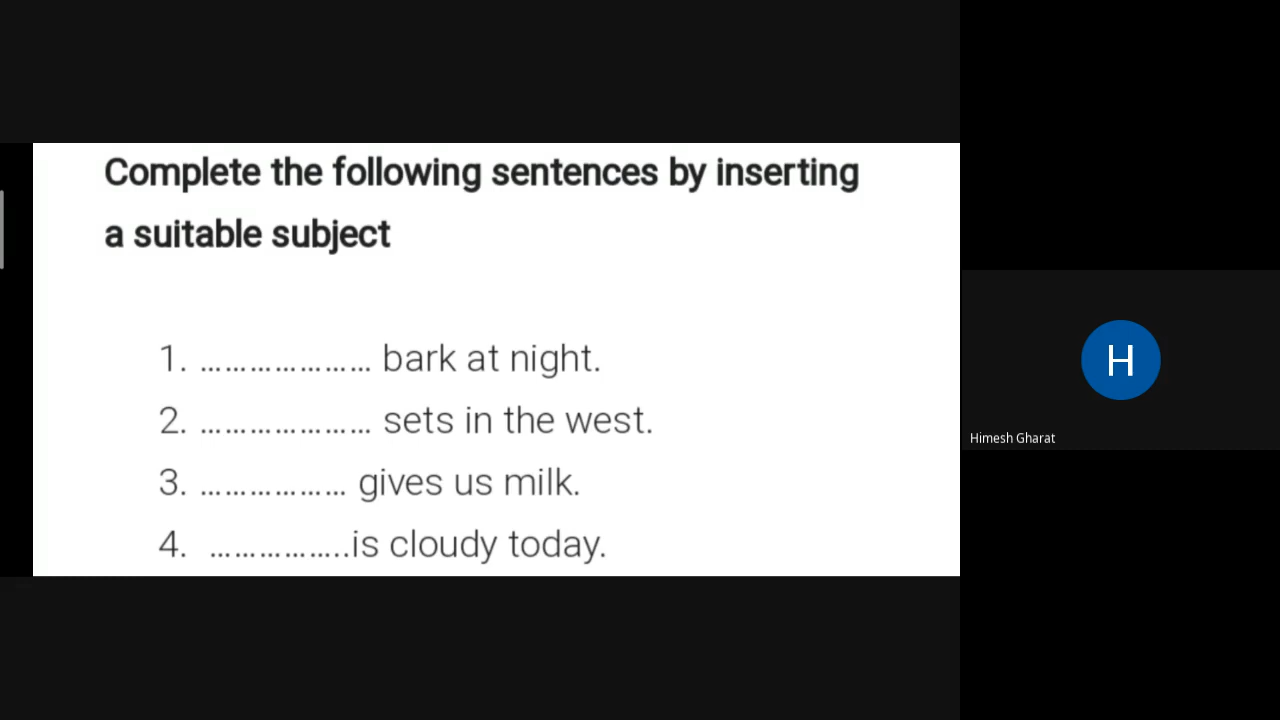 Complete the following sentences by inserting
a suitable subject
1. .................... bark at night.
2. .................... sets in the west.
3. ................. gives us milk.
4. .................is cloudy today.
H
Himesh Gharat